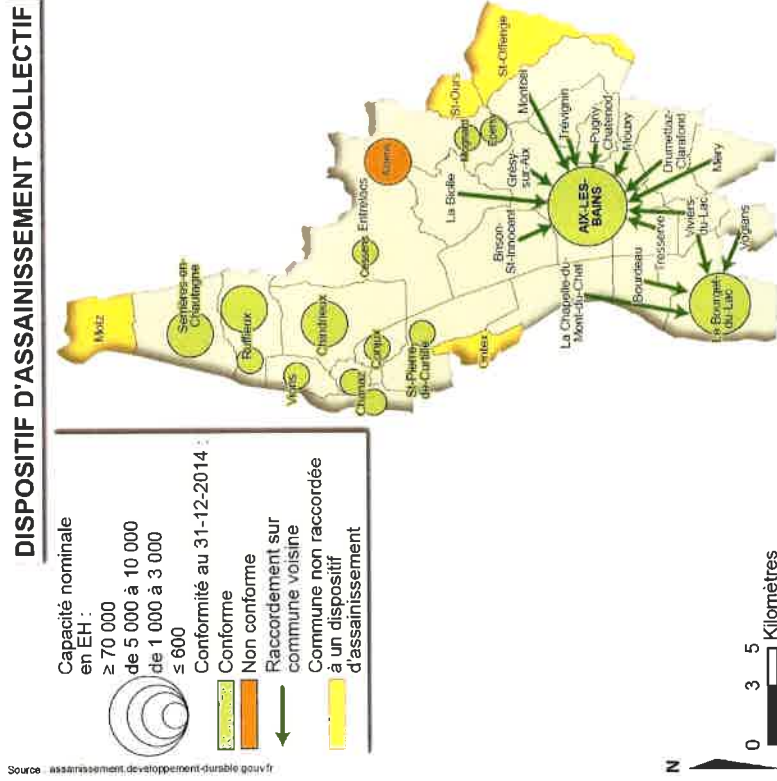 DISPOSITIF D'ASSAINISSEMENT COLLECTIF
Capacité nominale
en EH :
≥ 70 000
de 5 000 à 10 000
de 1 000 à 3 000
≤ 600
Conformité au 31-12-2014 :
Conforme
Non conforme
Raccordement sur
commune voisine
Commune non raccordée
à un dispositif
d'assainissement
Motz
Serrières-en-
Chautagne
Ruffieux
Vions
Chindrieux
Chanaz
Conjux
St-Pierre-
de-Curtille
Ontex
Cessens
Entrelacs
Albens
St-Ours
Mognard
Epersy
St-Offenge
La Biolle
Grésy-
sur-Aix
Montcel
Trévignin
Pugny-
Chatenod
Mouxy
Brison-
St-Innocent
AIX-LES-
BAINS
Drumettaz-
Clarafond
Méry
La Chapelle-du-
Mont-du-Chat
Bourdeau
Tresserve
Viviers-
du-Lac
Le Bourget-
du-Lac
Voglans
N
0 3 5
Kilomètres
Source : assainissement.developpement-durable.gouv.fr